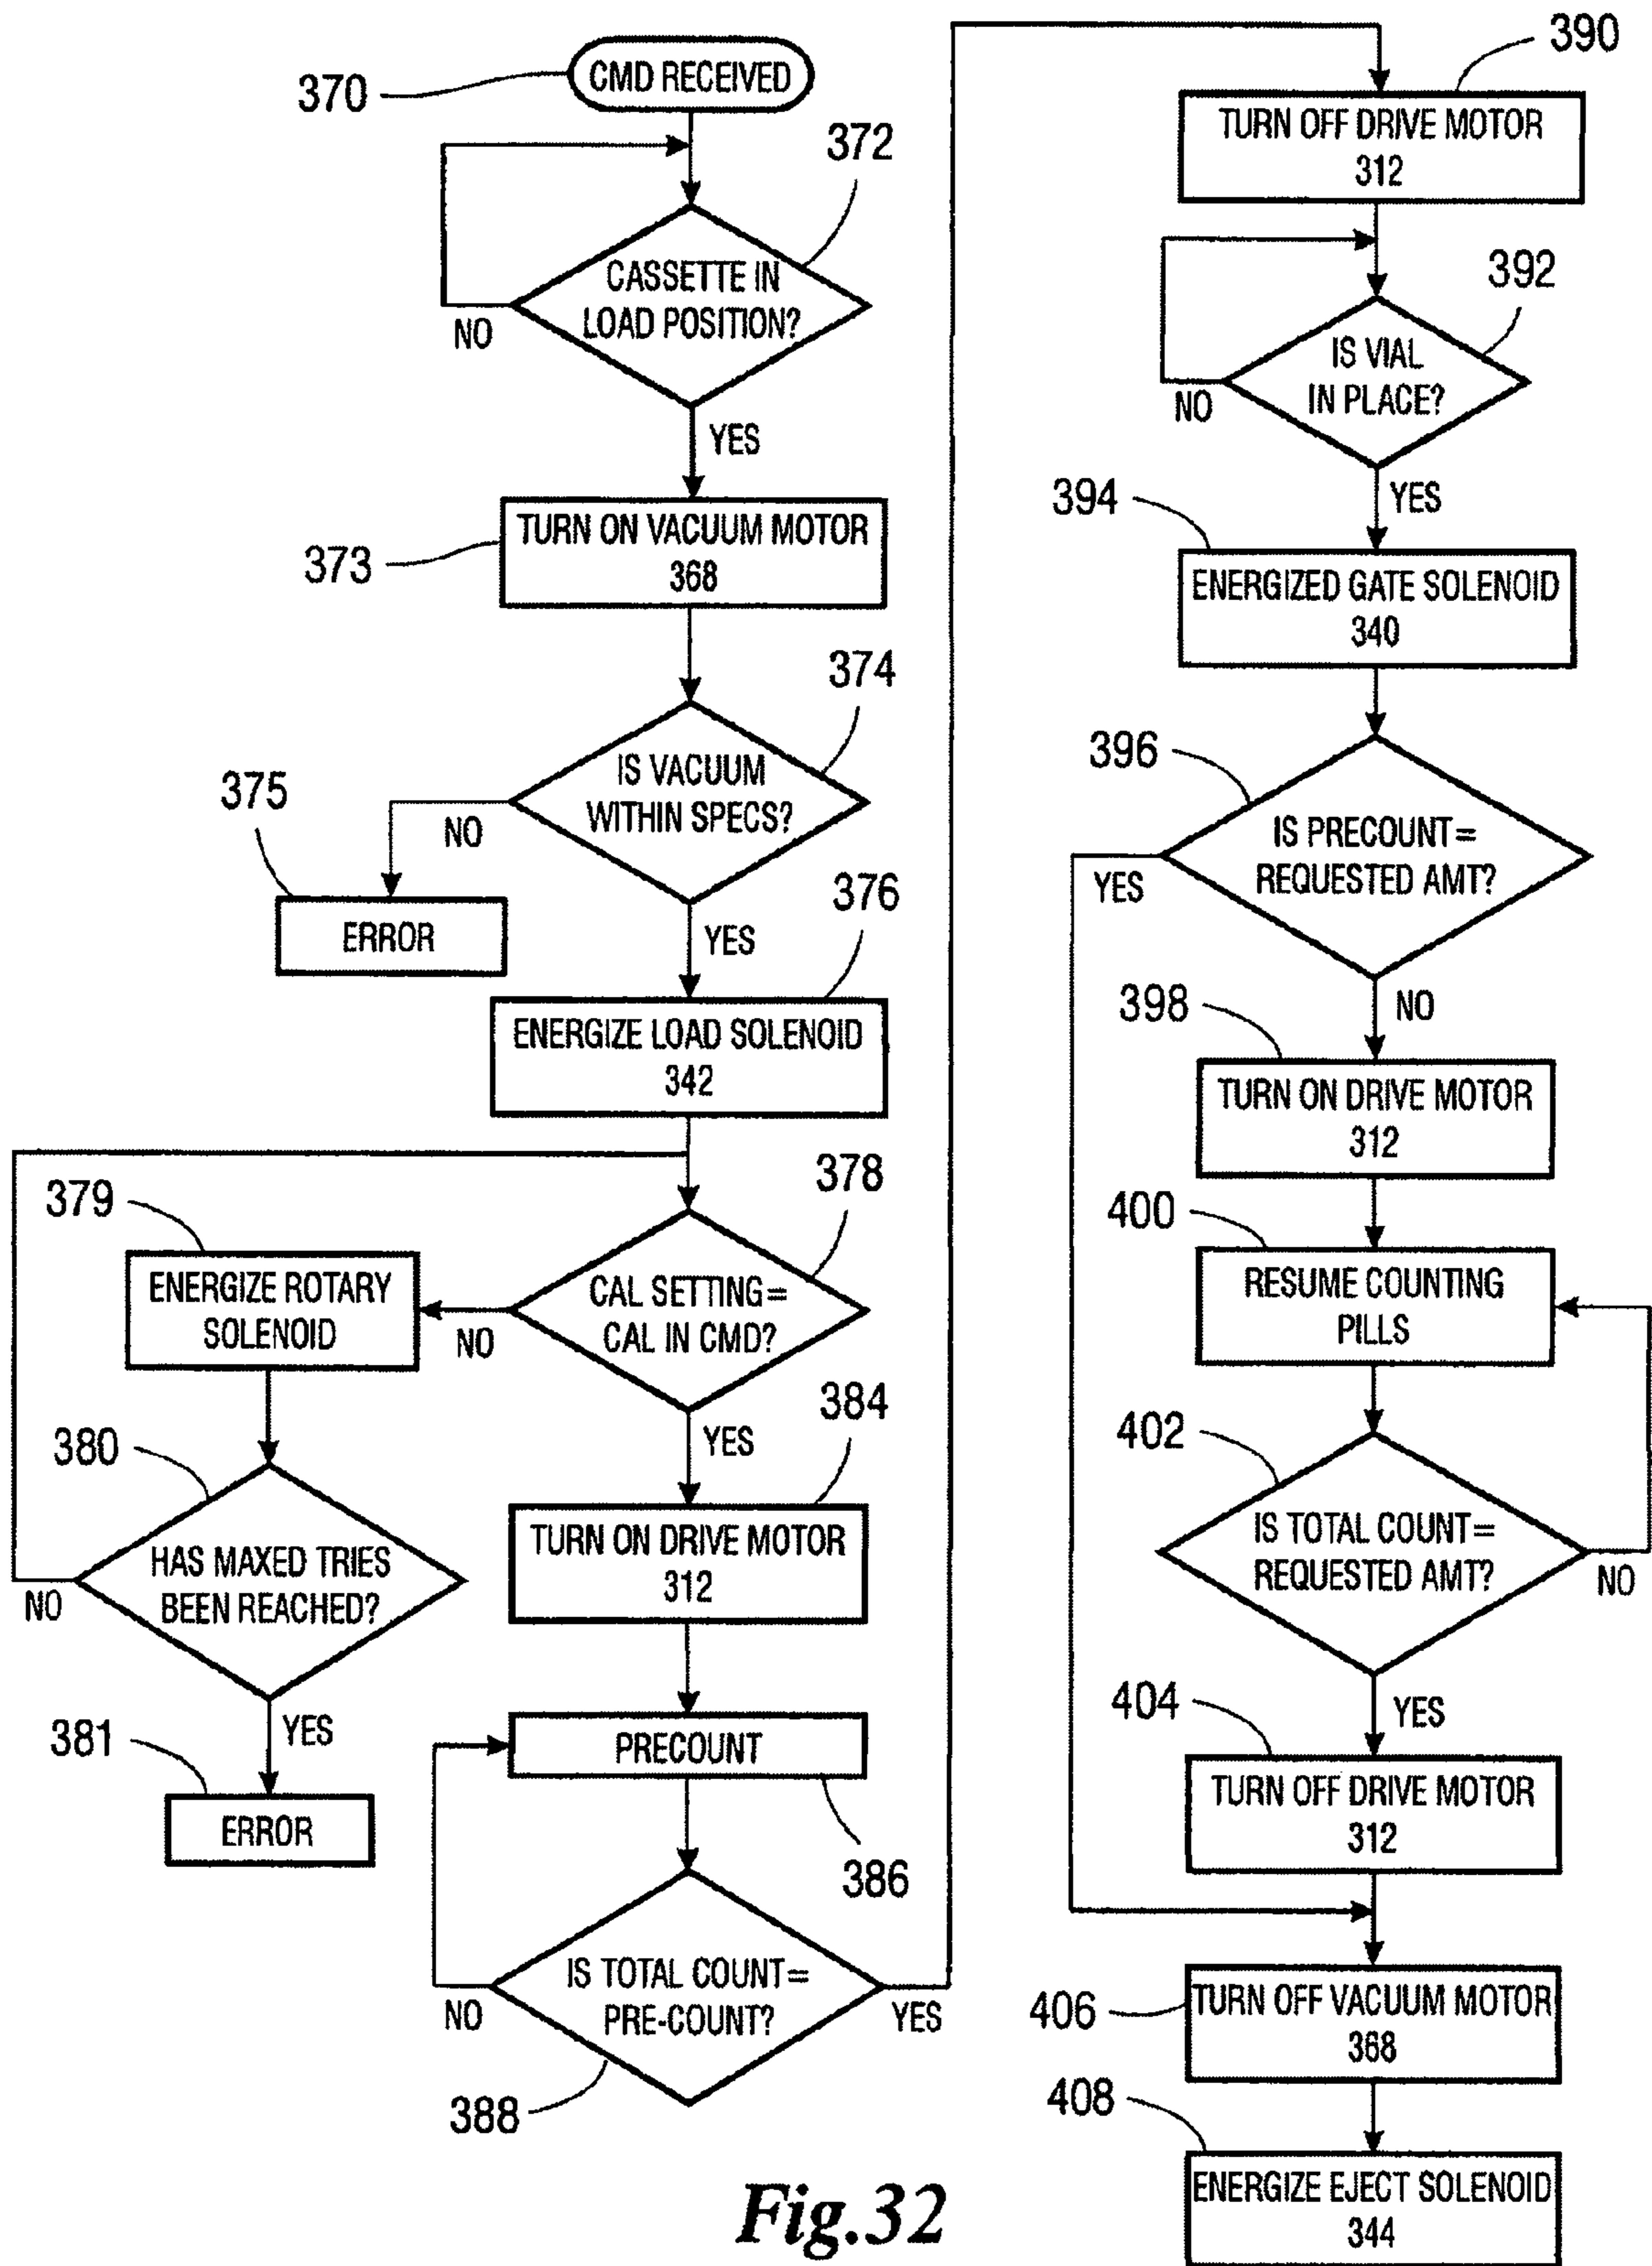 370
CMD RECEIVED
372
CASSETTE IN
LOAD POSITION?
NO
YES
373
TURN ON VACUUM MOTOR
368
374
IS VACUUM
WITHIN SPECS?
NO
375
ERROR
YES
376
ENERGIZE LOAD SOLENOID
342
378
CAL SETTING=
CAL IN CMD?
NO
379
ENERGIZE ROTARY
SOLENOID
380
HAS MAXED TRIES
BEEN REACHED?
NO
YES
381
ERROR
YES
384
TURN ON DRIVE MOTOR
312
PRECOUNT
386
IS TOTAL COUNT=
PRE-COUNT?
NO
YES
388
390
TURN OFF DRIVE MOTOR
312
392
IS VIAL
IN PLACE?
NO
YES
394
ENERGIZED GATE SOLENOID
340
396
IS PRECOUNT=
REQUESTED AMT?
YES
NO
398
TURN ON DRIVE MOTOR
312
400
RESUME COUNTING
PILLS
402
IS TOTAL COUNT=
REQUESTED AMT?
NO
YES
404
TURN OFF DRIVE MOTOR
312
406
TURN OFF VACUUM MOTOR
368
408
ENERGIZE EJECT SOLENOID
344
Fig.32